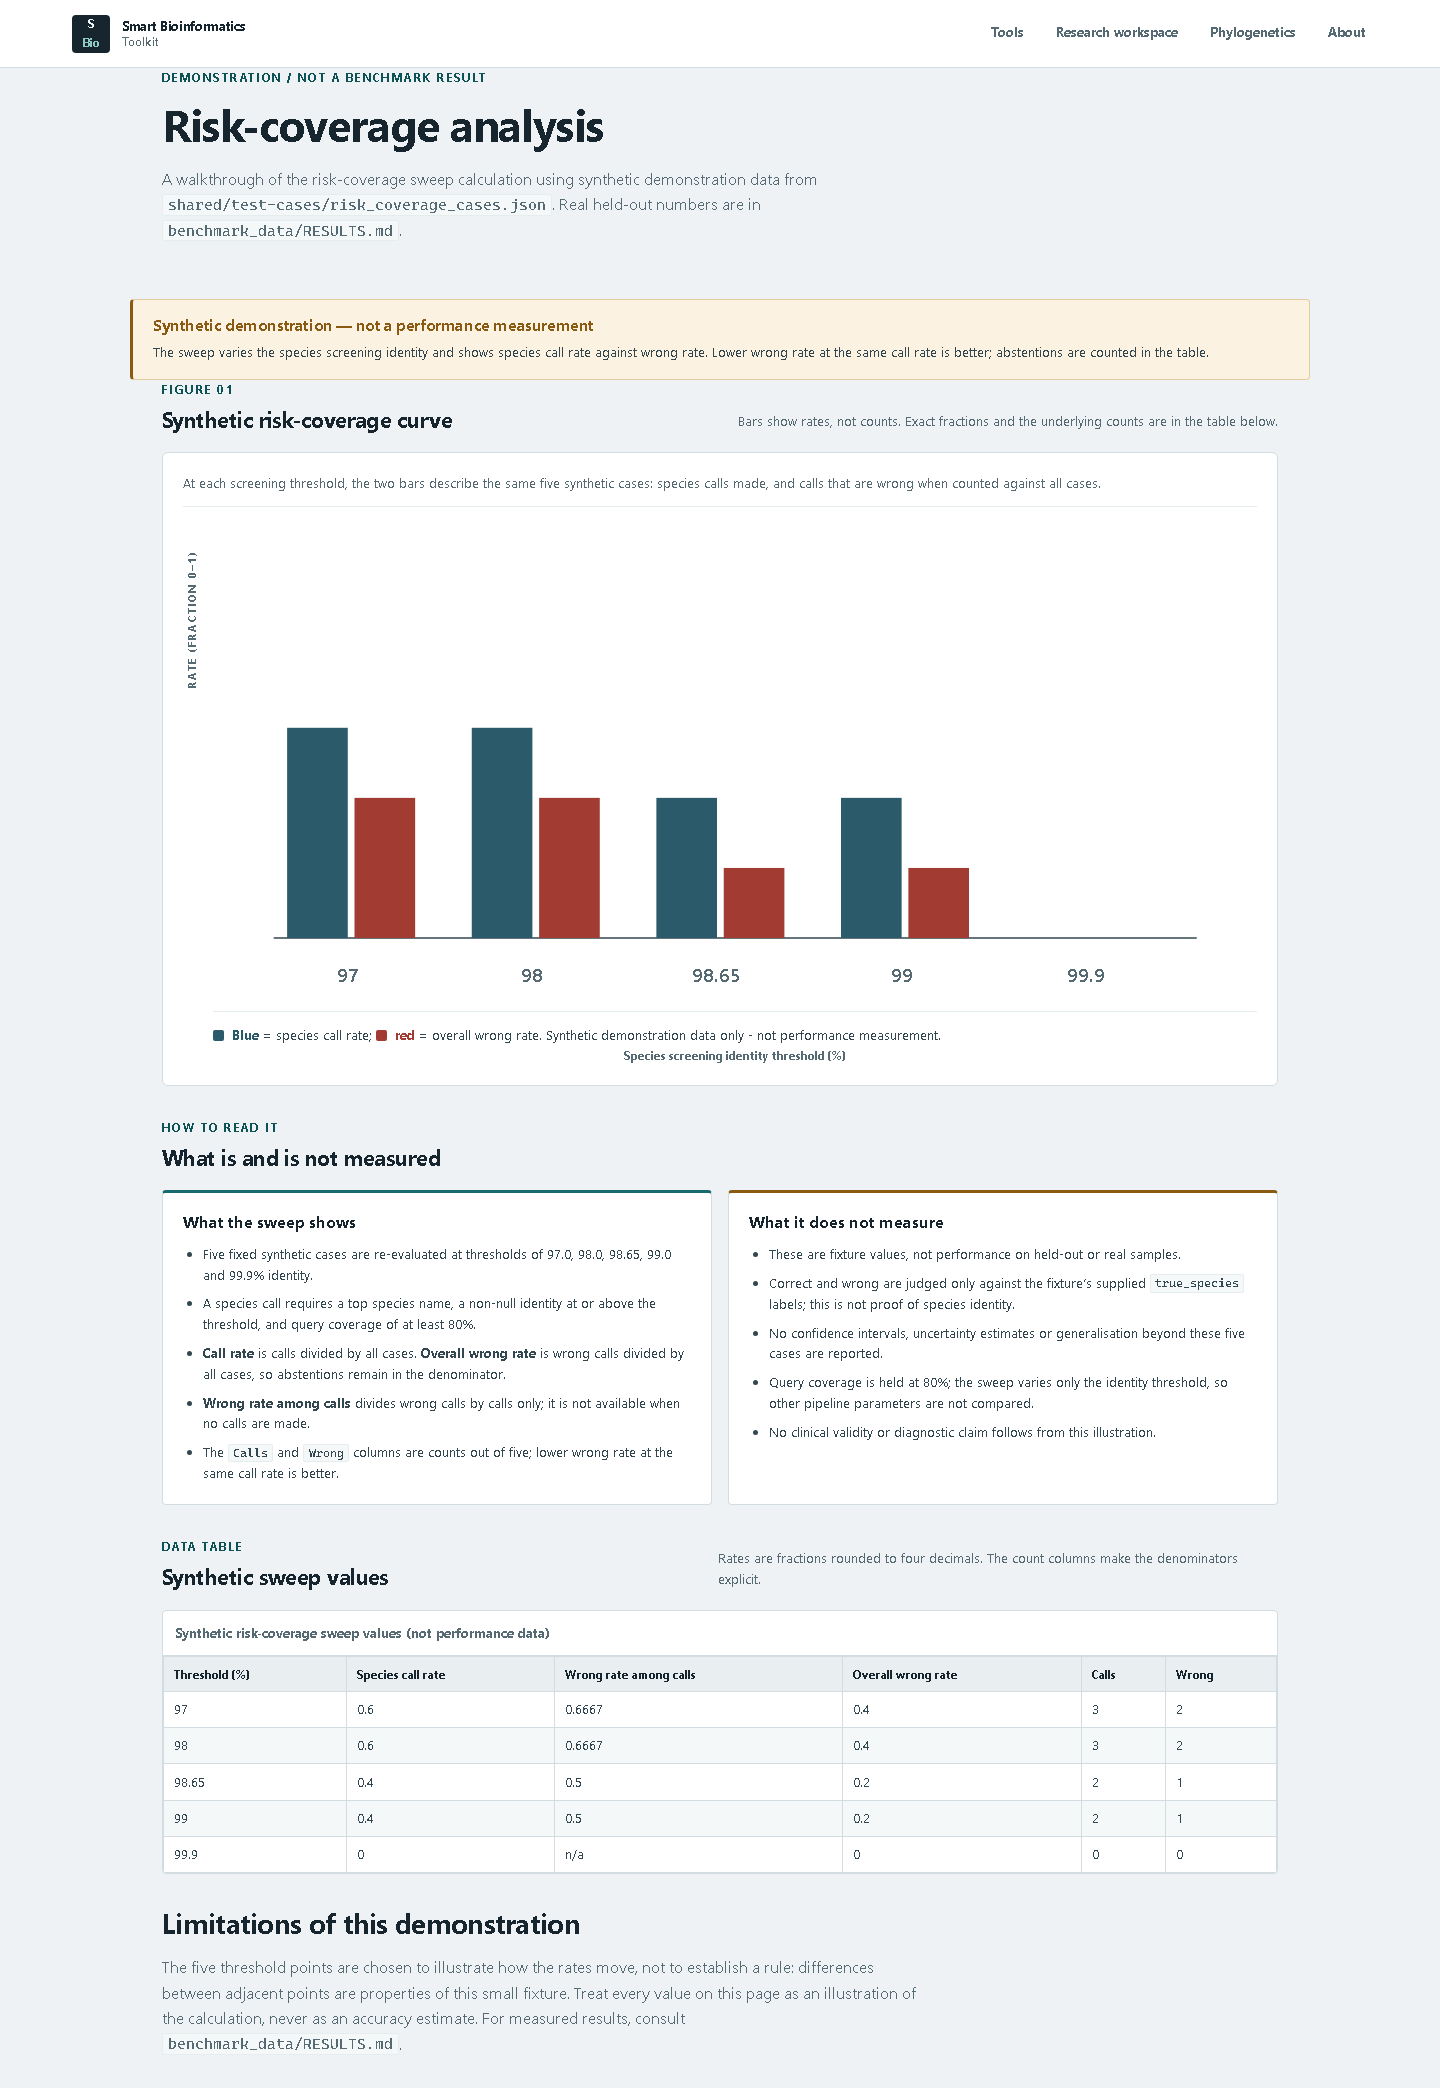 S
Bio
Smart Bioinformatics
Toolkit
Tools
Research workspace
Phylogenetics
About
DEMONSTRATION / NOT A BENCHMARK RESULT
Risk-coverage analysis
A walkthrough of the risk-coverage sweep calculation using synthetic demonstration data from
shared/test-cases/risk_coverage_cases.json. Real held-out numbers are in
benchmark_data/RESULTS.md.
Synthetic demonstration — not a performance measurement
The sweep varies the species screening identity and shows species call rate against wrong rate. Lower wrong rate at the same call rate is better; abstentions are counted in the table.
FIGURE 01
Synthetic risk-coverage curve
Bars show rates, not counts. Exact fractions and the underlying counts are in the table below.
At each screening threshold, the two bars describe the same five synthetic cases: species calls made, and calls that are wrong when counted against all cases.
RATE (FRACTION 0–1)
97 98 98.65 99 99.9
Blue = species call rate; red = overall wrong rate. Synthetic demonstration data only - not performance measurement.
Species screening identity threshold (%)
HOW TO READ IT
What is and is not measured
What the sweep shows
• Five fixed synthetic cases are re-evaluated at thresholds of 97.0, 98.0, 98.65, 99.0
and 99.9% identity.
• A species call requires a top species name, a non-null identity at or above the
threshold, and query coverage of at least 80%.
• Call rate is calls divided by all cases. Overall wrong rate is wrong calls divided by
all cases, so abstentions remain in the denominator.
• Wrong rate among calls divides wrong calls by calls only; it is not available when
no calls are made.
• The Calls and Wrong columns are counts out of five; lower wrong rate at the
same call rate is better.
What it does not measure
• These are fixture values, not performance on held-out or real samples.
• Correct and wrong are judged only against the fixture's supplied true_species
labels; this is not proof of species identity.
• No confidence intervals, uncertainty estimates or generalisation beyond these five
cases are reported.
• Query coverage is held at 80%; the sweep varies only the identity threshold, so
other pipeline parameters are not compared.
• No clinical validity or diagnostic claim follows from this illustration.
DATA TABLE
Synthetic sweep values
Rates are fractions rounded to four decimals. The count columns make the denominators
explicit.
Synthetic risk-coverage sweep values (not performance data)
Threshold (%) Species call rate Wrong rate among calls Overall wrong rate Calls Wrong
97 0.6 0.6667 0.4 3 2
98 0.6 0.6667 0.4 3 2
98.65 0.4 0.5 0.2 2 1
99 0.4 0.5 0.2 2 1
99.9 0 n/a 0 0 0
Limitations of this demonstration
The five threshold points are chosen to illustrate how the rates move, not to establish a rule: differences
between adjacent points are properties of this small fixture. Treat every value on this page as an illustration of
the calculation, never as an accuracy estimate. For measured results, consult
benchmark_data/RESULTS.md.